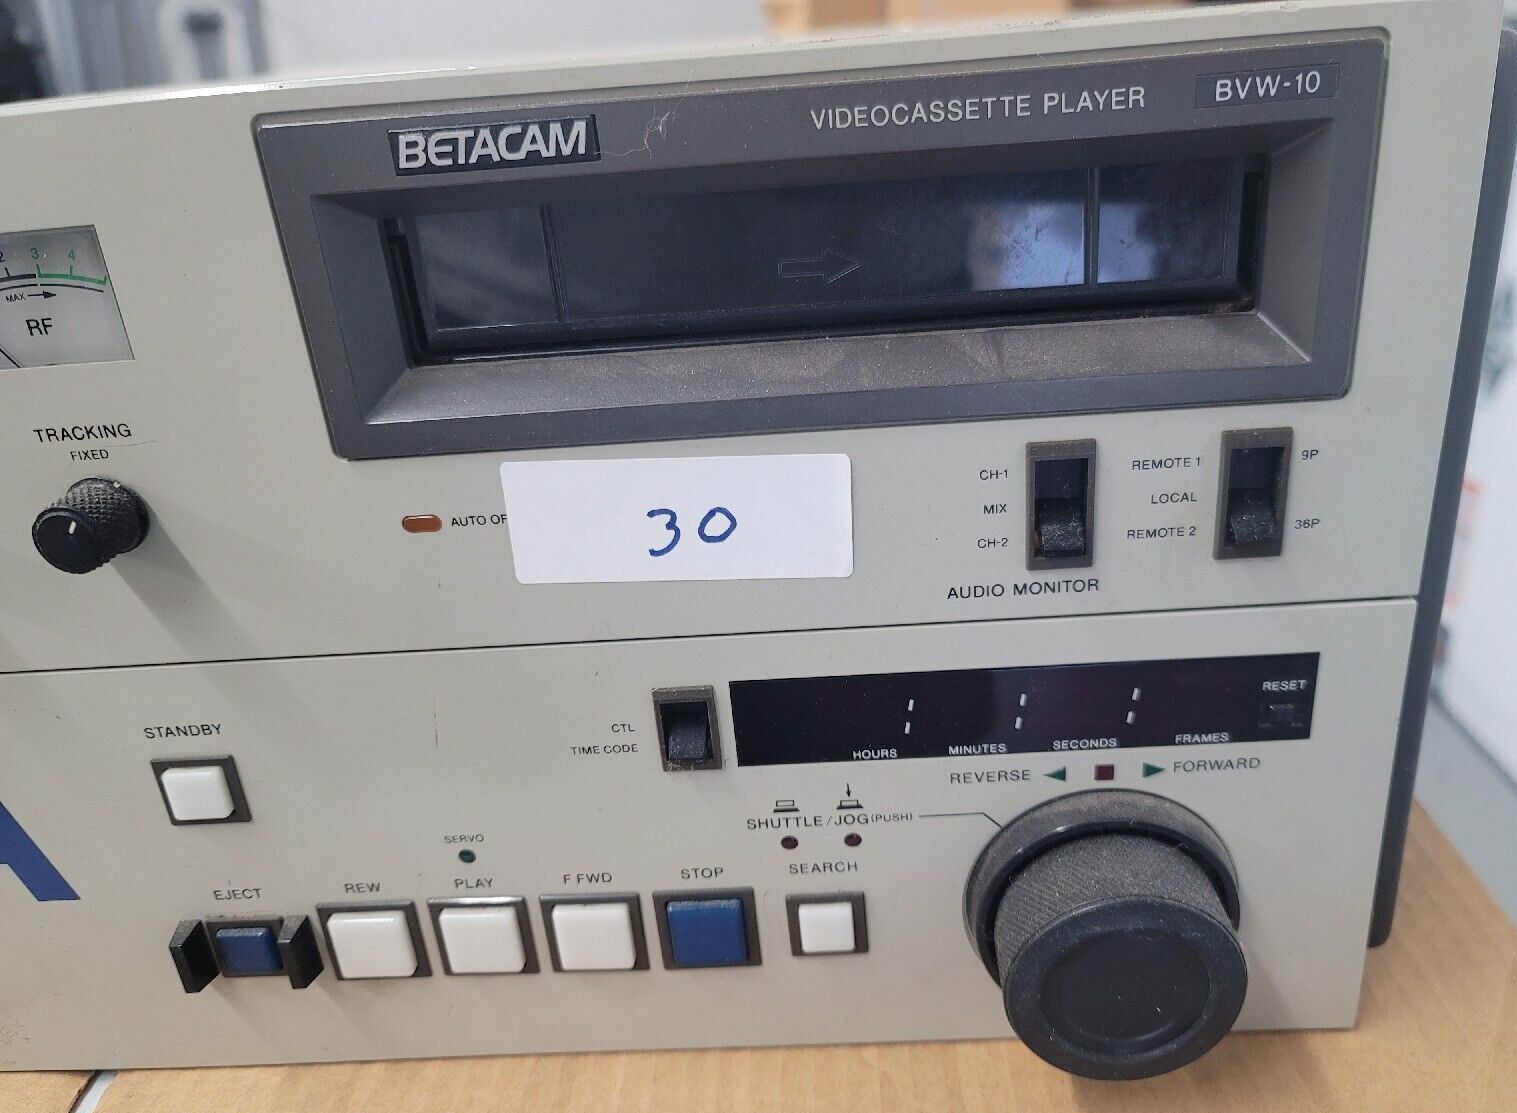 BETACAM
VIDEOCASSETTE PLAYER
BVW-10
2 3 4
MAX
RF
TRACKING
FIXED
AUTO OF
30
CH-1
MIX
CH-2
AUDIO MONITOR
REMOTE 1
LOCAL
REMOTE 2
9P
36P
STANDBY
CTL
TIME CODE
HOURS
MINUTES
SECONDS
FRAMES
RESET
REVERSE
FORWARD
SHUTTLE/JOG(PUSH)
SEARCH
SERVO
EJECT
REW
PLAY
F FWD
STOP
A